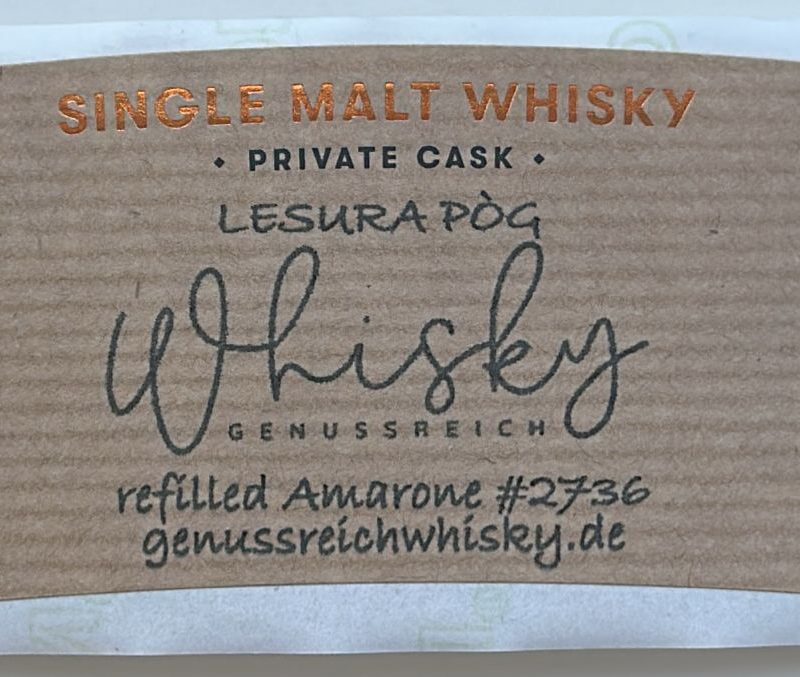 SINGLE MALT WHISKY
• PRIVATE CASK •
LESURA PÒG
Whisky
GENUSSREICH
refilled Amarone #2736
genussreichwhisky.de